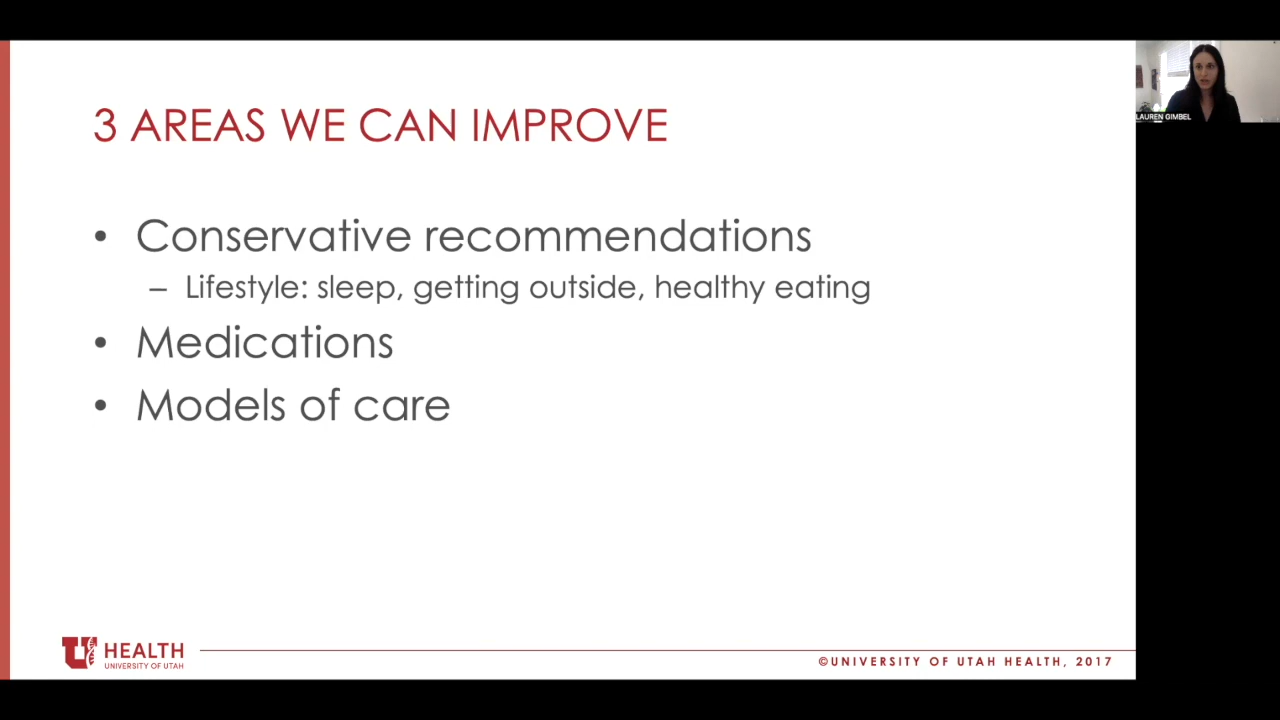 3 AREAS WE CAN IMPROVE
LAUREN GIMBEL
• Conservative recommendations
– Lifestyle: sleep, getting outside, healthy eating
• Medications
• Models of care
U HEALTH
UNIVERSITY OF UTAH
©UNIVERSITY OF UTAH HEALTH, 2017